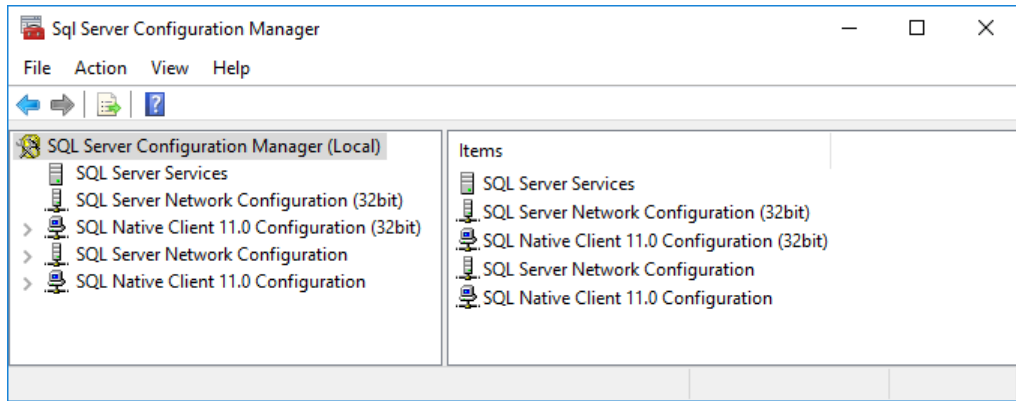 Sql Server Configuration Manager
File Action View Help
SQL Server Configuration Manager (Local)
SQL Server Services
SQL Server Network Configuration (32bit)
SQL Native Client 11.0 Configuration (32bit)
SQL Server Network Configuration
SQL Native Client 11.0 Configuration
Items
SQL Server Services
SQL Server Network Configuration (32bit)
SQL Native Client 11.0 Configuration (32bit)
SQL Server Network Configuration
SQL Native Client 11.0 Configuration